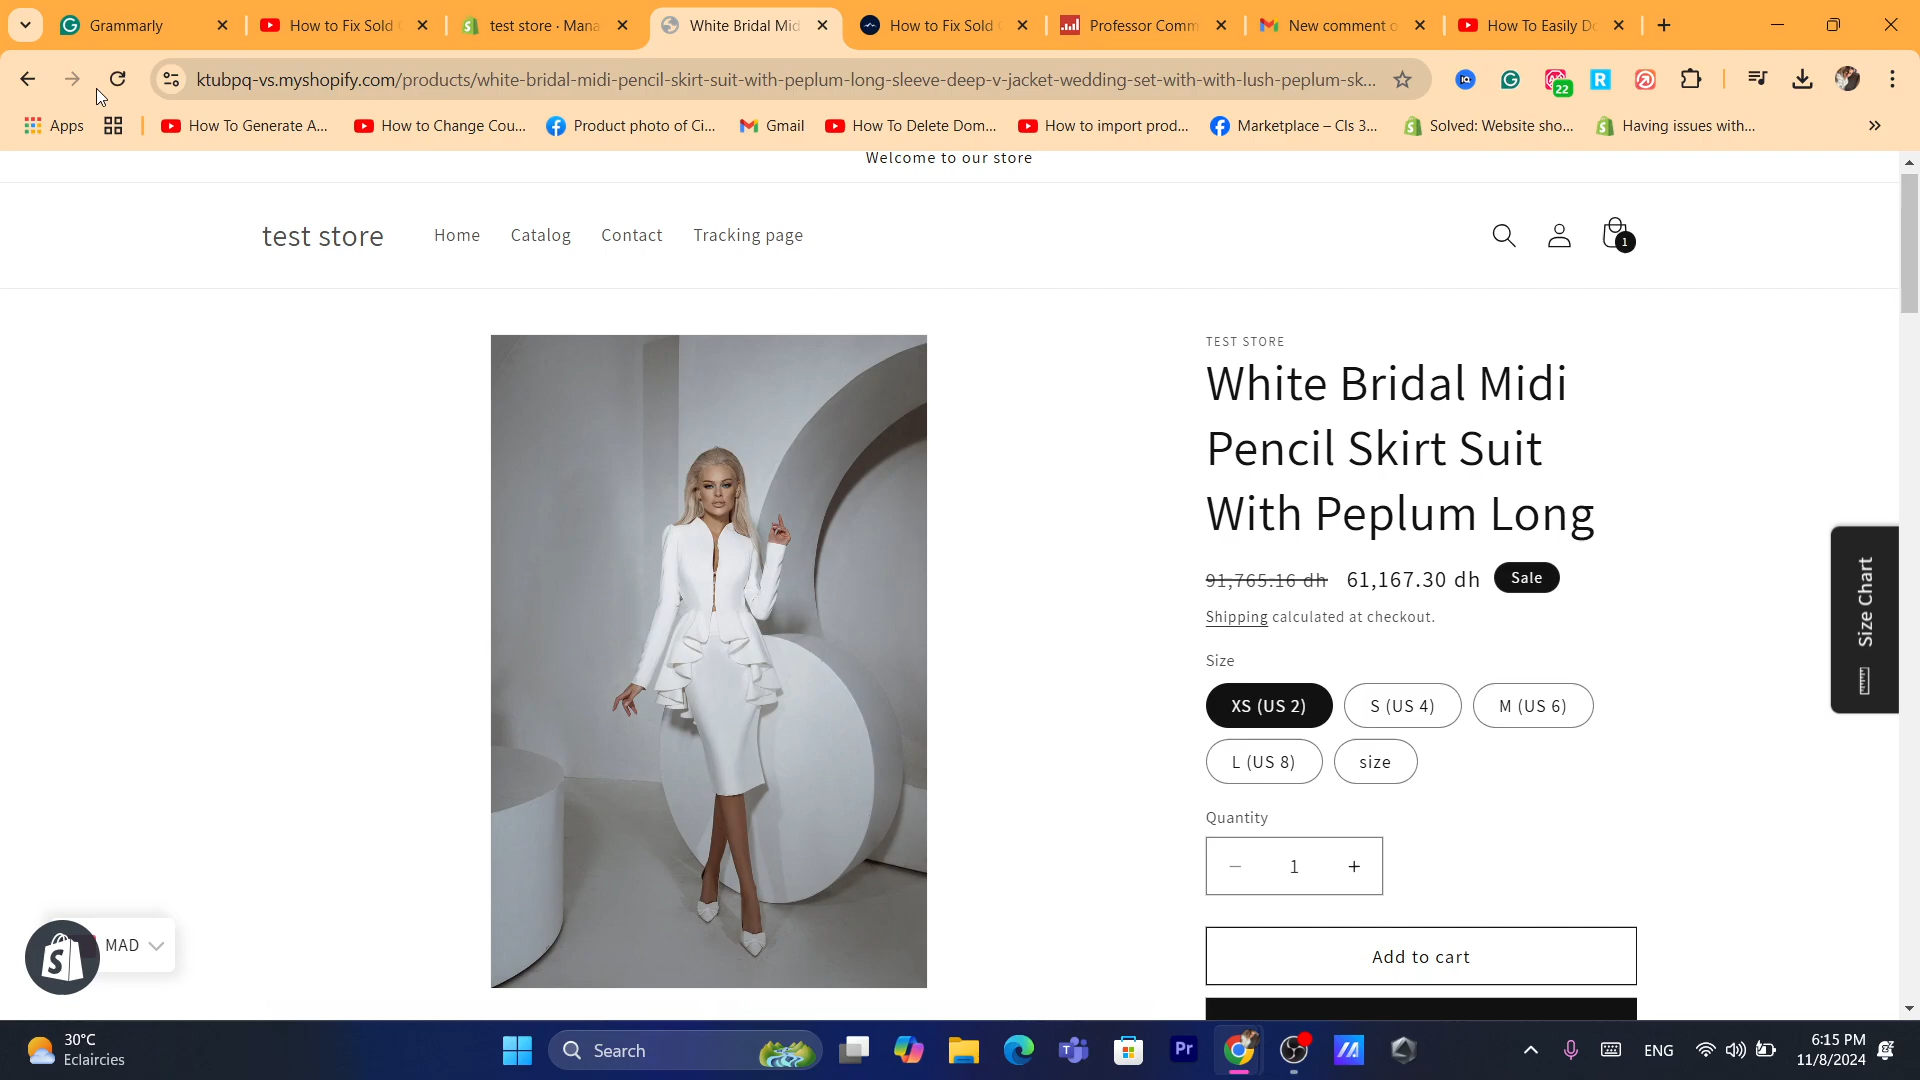 Grammarly
How to Fix Sold
test store · Mana
White Bridal Mid
How to Fix Sold
Professor Comm
New comment o
How To Easily D
ktubpq-vs.myshopify.com/products/white-bridal-midi-pencil-skirt-suit-with-peplum-long-sleeve-deep-v-jacket-wedding-set-with-with-lush-peplum-sk...
22
Apps
How To Generate A...
How to Change Cou...
Product photo of Ci...
Gmail
How To Delete Dom...
How to import prod...
Marketplace – Cls 3...
Solved: Website sho...
Having issues with...
Welcome to our store
test store
Home
Catalog
Contact
Tracking page
1
TEST STORE
White Bridal Midi
Pencil Skirt Suit
With Peplum Long
91,765.16 dh 61,167.30 dh Sale
Shipping calculated at checkout.
Size
XS (US 2)
S (US 4)
M (US 6)
L (US 8)
size
Quantity
− 1 +
Add to cart
Size Chart
MAD
30°C
Eclaircies
Search
ENG
6:15 PM
11/8/2024